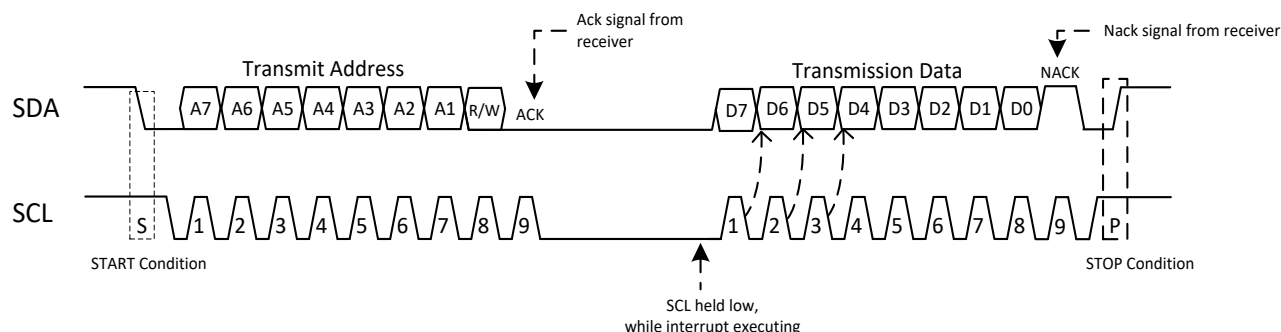 Ack signal from
receiver
Nack signal from receiver
Transmit Address
Transmission Data
NACK
SDA
A7 A6 A5 A4 A3 A2 A1 R/W ACK
D7 D6 D5 D4 D3 D2 D1 D0
SCL
S 1 2 3 4 5 6 7 8 9
1 2 3 4 5 6 7 8 9 P
START Condition
STOP Condition
SCL held low,
while interrupt executing